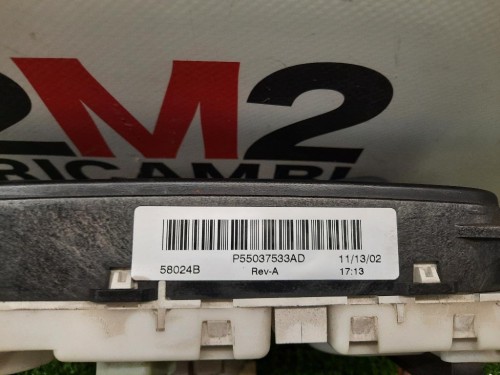 2M2
RICAMBI
P55037533AD 11/13/02
58024B Rev-A 17:13